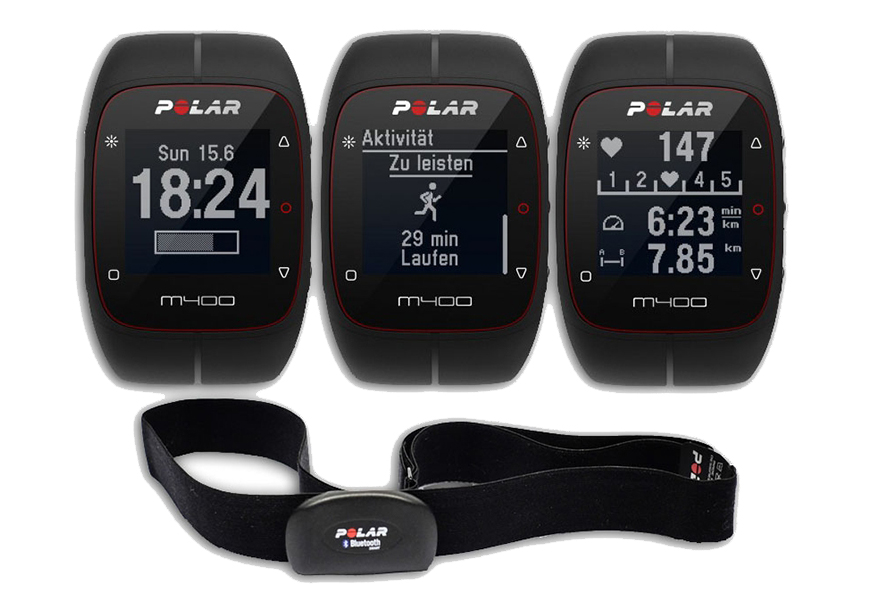 POLAR
Sun 15.6
18:24
M400
POLAR
Aktivität
Zu leisten
29 min
Laufen
M400
POLAR
147
1 2 4 5
6:23 min km
A B
7.85 km
M400
POLAR
Bluetooth